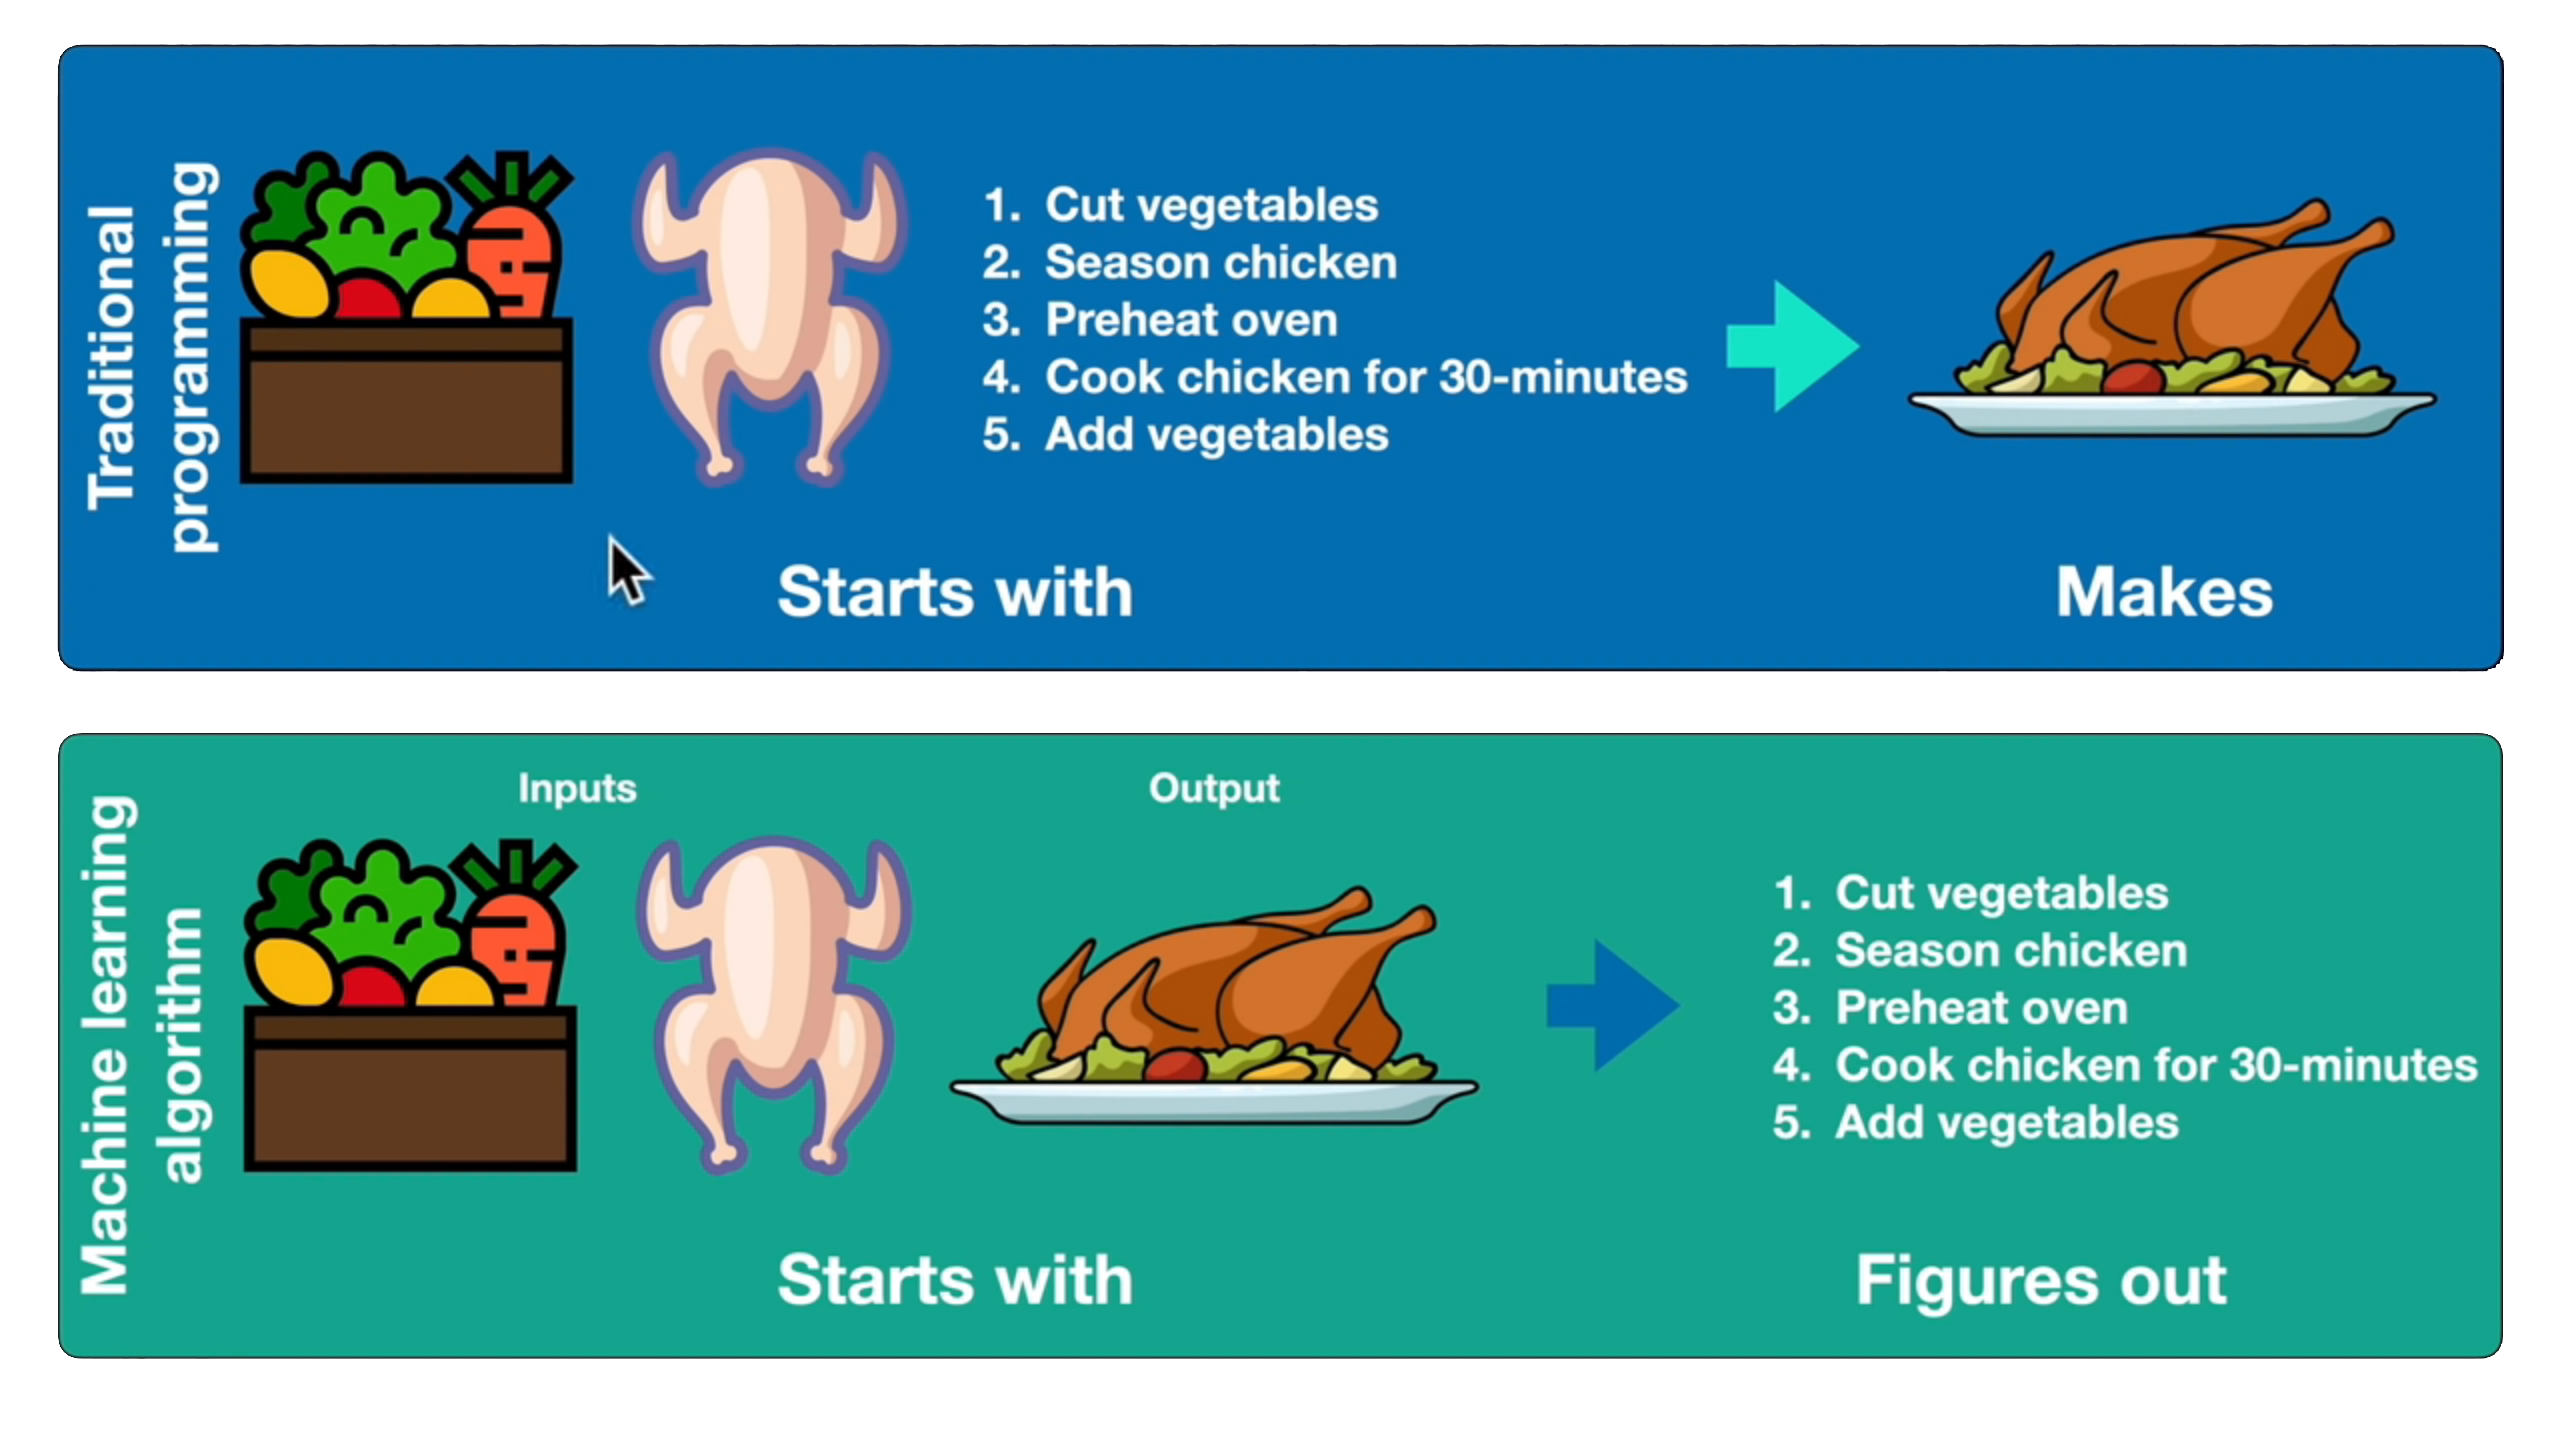 Traditional
programming
1. Cut vegetables
2. Season chicken
3. Preheat oven
4. Cook chicken for 30-minutes
5. Add vegetables
Starts with
Makes
Machine learning
algorithm
Inputs
Output
1. Cut vegetables
2. Season chicken
3. Preheat oven
4. Cook chicken for 30-minutes
5. Add vegetables
Starts with
Figures out